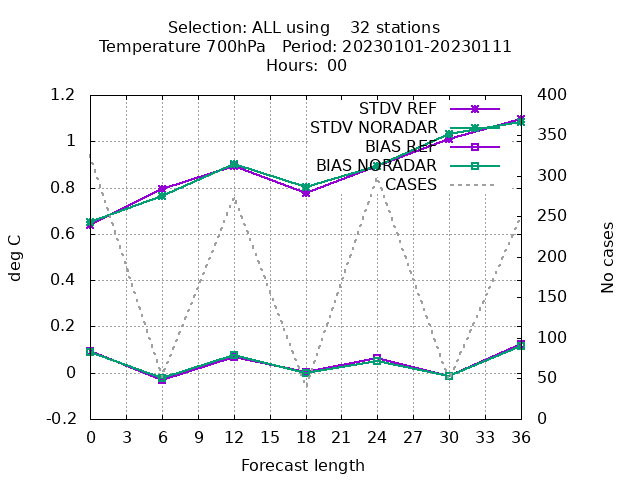 Selection: ALL using    32 stations
Temperature 700hPa   Period: 20230101-20230111
Hours:  00
STDV REF
STDV NORADAR
BIAS REF
BIAS NORADAR
CASES
1.2
1
0.8
0.6
0.4
0.2
0
-0.2
deg C
400
350
300
250
200
150
100
50
0
No cases
0 3 6 9 12 15 18 21 24 27 30 33 36
Forecast length